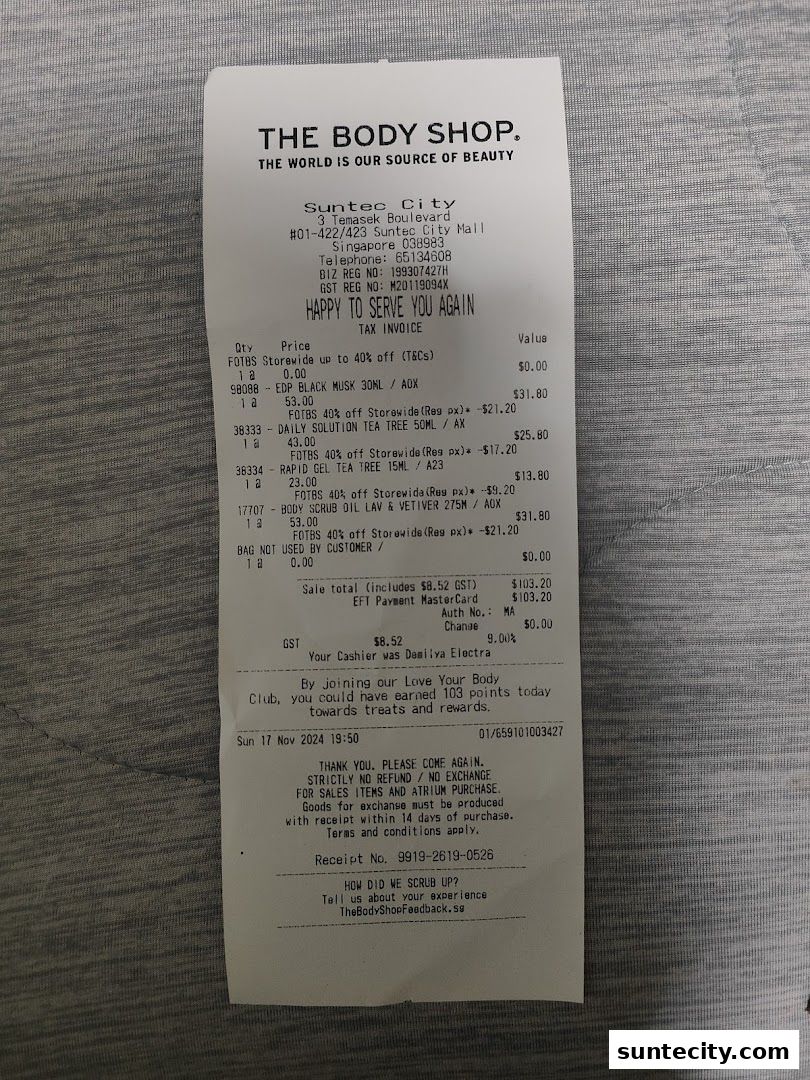 THE BODY SHOP®
THE WORLD IS OUR SOURCE OF BEAUTY
Suntec City
3 Temasek Boulevard
#01-422/423 Suntec City Mall
Singapore 038983
Telephone: 65134608
BIZ REG NO: 199307427H
GST REG NO: M20119094X
HAPPY TO SERVE YOU AGAIN
TAX INVOICE
Qty Price Value
FOTBS Storewide up to 40% off (T&Cs)
1 @ 0.00 $0.00
98088 - EDP BLACK MUSK 30ML / AOX
1 @ 53.00 $31.80
FOTBS 40% off Storewide(Reg px)* -$21.20
38333 - DAILY SOLUTION TEA TREE 50ML / AX
1 @ 43.00 $25.80
FOTBS 40% off Storewide(Reg px)* -$17.20
38334 - RAPID GEL TEA TREE 15ML / A23
1 @ 23.00 $13.80
FOTBS 40% off Storewide(Reg px)* -$9.20
17707 - BODY SCRUB OIL LAV & VETIVER 275M / AOX
1 @ 53.00 $31.80
FOTBS 40% off Storewide(Reg px)* -$21.20
BAG NOT USED BY CUSTOMER /
1 @ 0.00 $0.00
Sale total (includes $8.52 GST) $103.20
EFT Payment MasterCard $103.20
Auth No.: MA
Change $0.00
GST $8.52 9.00%
Your Cashier was Demilya Electra
By joining our Love Your Body
Club, you could have earned 103 points today
towards treats and rewards.
Sun 17 Nov 2024 19:50 01/659101003427
THANK YOU. PLEASE COME AGAIN.
STRICTLY NO REFUND / NO EXCHANGE
FOR SALES ITEMS AND ATRIUM PURCHASE.
Goods for exchange must be produced
with receipt within 14 days of purchase.
Terms and conditions apply.
Receipt No. 9919-2619-0526
HOW DID WE SCRUB UP?
Tell us about your experience
TheBodyShopFeedback.sg
suntecity.com